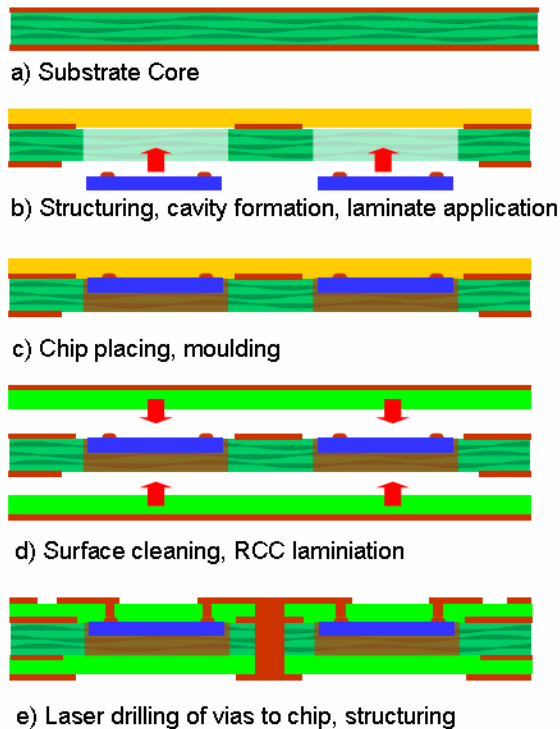 a) Substrate Core
b) Structuring, cavity formation, laminate application
c) Chip placing, moulding
d) Surface cleaning, RCC laminiation
e) Laser drilling of vias to chip, structuring